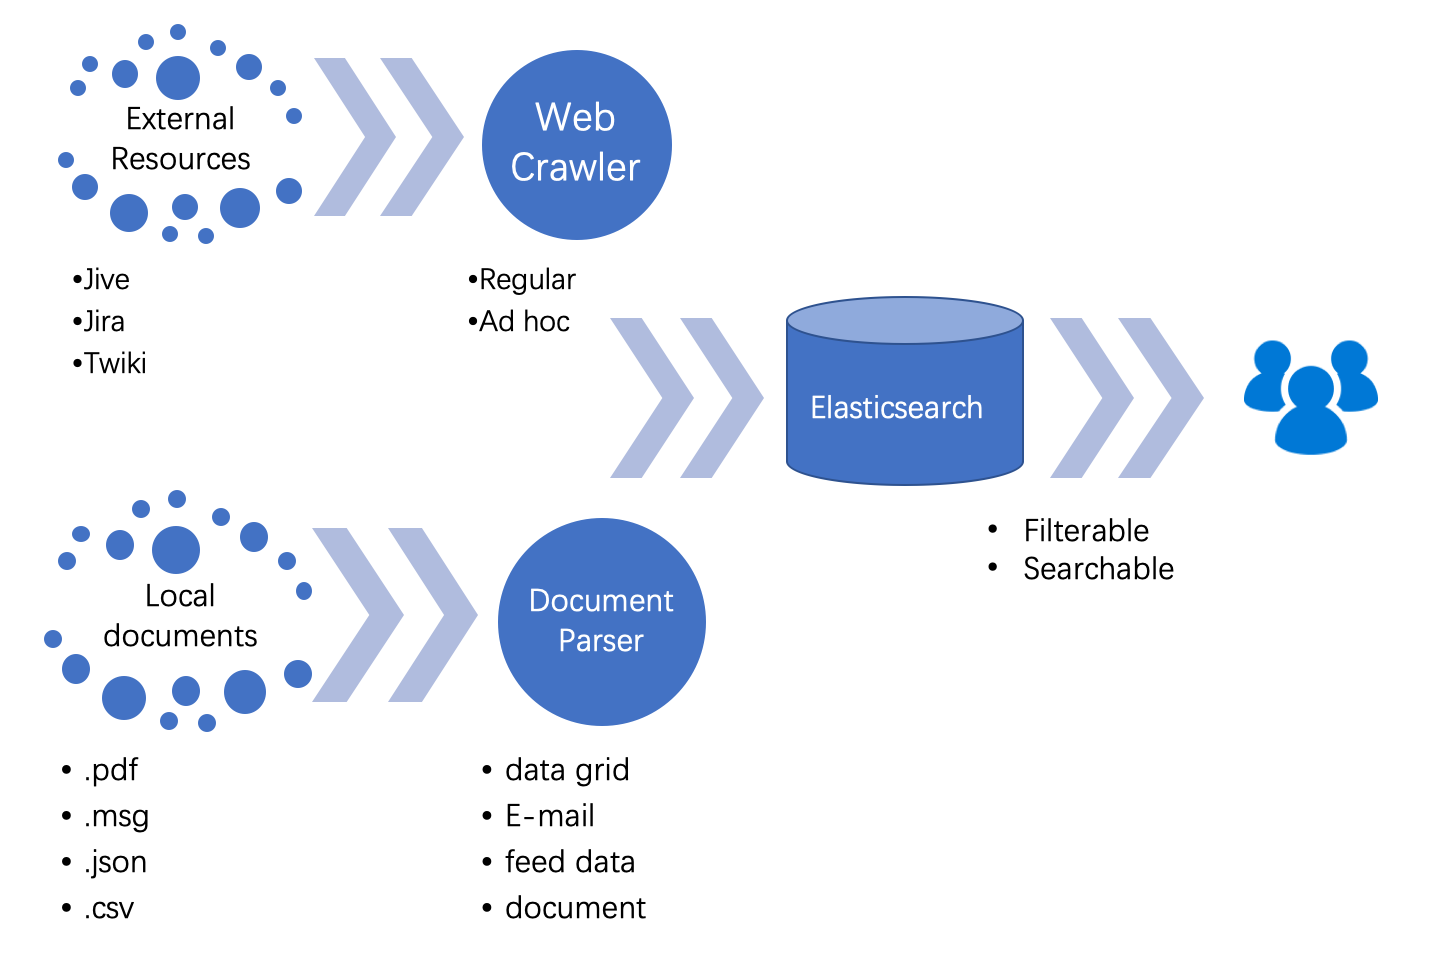 External
Resources
Web
Crawler
•Jive
•Jira
•Twiki
•Regular
•Ad hoc
Elasticsearch
• Filterable
• Searchable
Local
documents
Document
Parser
• .pdf
• .msg
• .json
• .csv
• data grid
• E-mail
• feed data
• document